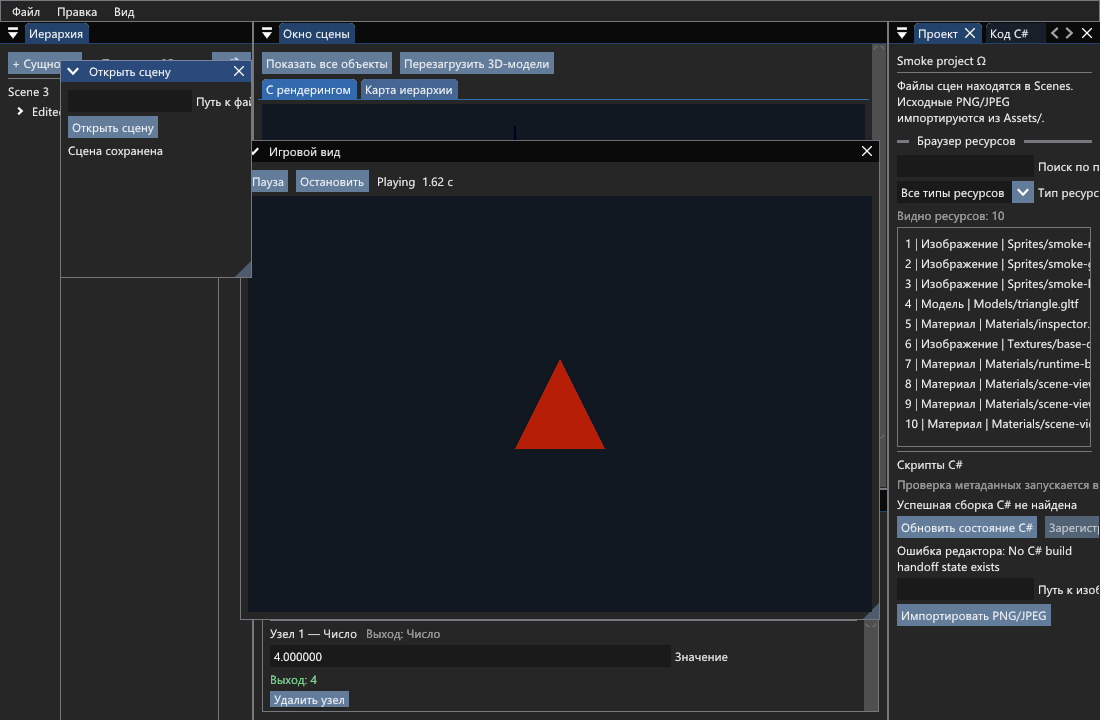 Файл Правка Вид
Иерархия
+ Сущно
Scene 3
Edite
Открыть сцену
Путь к фай
Открыть сцену
Сцена сохранена
Окно сцены
Показать все объекты Перезагрузить 3D-модели
С рендерингом Карта иерархии
Игровой вид
Пауза Остановить Playing 1.62 с
Узел 1 — Число Выход: Число
4.000000 Значение
Выход: 4
Удалить узел
Проект Код C#
Smoke project Ω
Файлы сцен находятся в Scenes.
Исходные PNG/JPEG
импортируются из Assets/.
Браузер ресурсов
Поиск по п
Все типы ресурсов Тип ресурс
Видно ресурсов: 10
1 | Изображение | Sprites/smoke-
2 | Изображение | Sprites/smoke-
3 | Изображение | Sprites/smoke-
4 | Модель | Models/triangle.gltf
5 | Материал | Materials/inspector.
6 | Изображение | Textures/base-c
7 | Материал | Materials/runtime-b
8 | Материал | Materials/scene-vie
9 | Материал | Materials/scene-vie
10 | Материал | Materials/scene-vi
Скрипты C#
Проверка метаданных запускается в
Успешная сборка C# не найдена
Обновить состояние C# Зарегист
Ошибка редактора: No C# build
handoff state exists
Путь к изоб
Импортировать PNG/JPEG